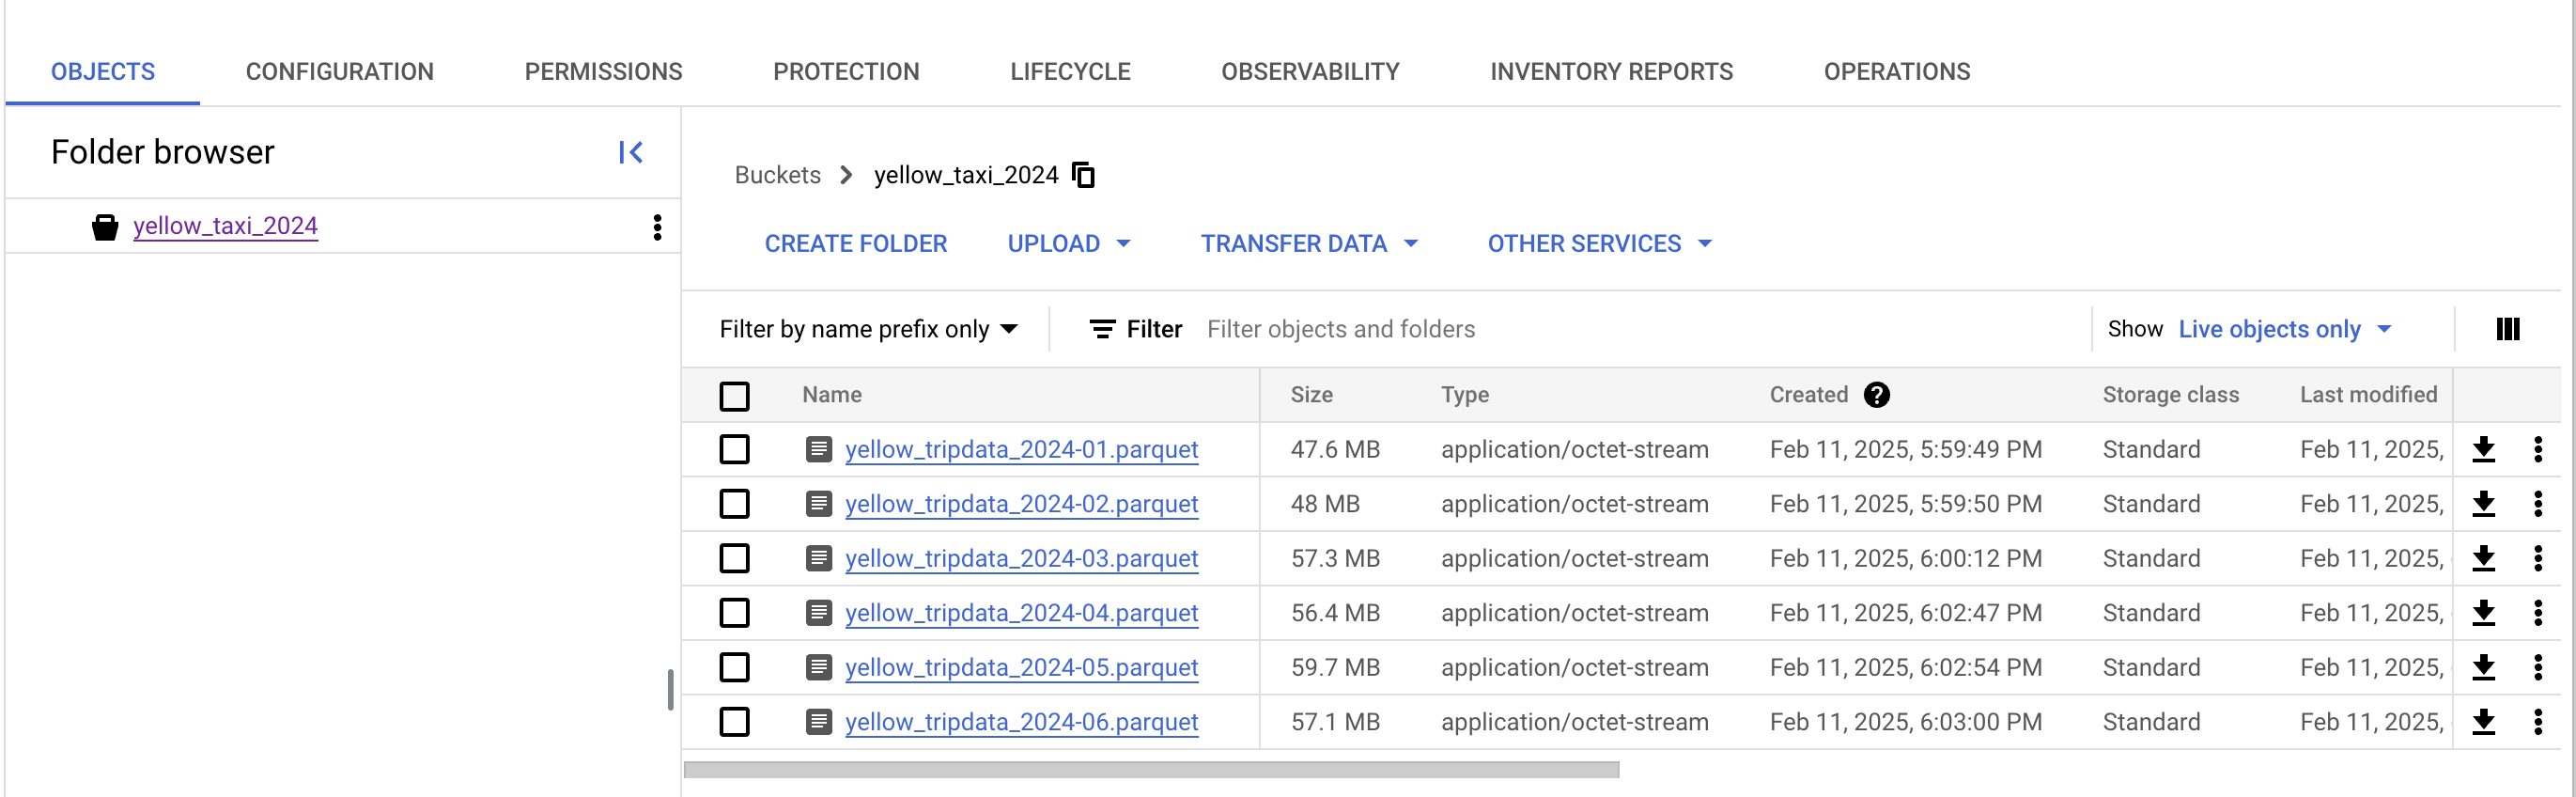 OBJECTS CONFIGURATION PERMISSIONS PROTECTION LIFECYCLE OBSERVABILITY INVENTORY REPORTS OPERATIONS
Folder browser
yellow_taxi_2024
Buckets yellow_taxi_2024
CREATE FOLDER UPLOAD TRANSFER DATA OTHER SERVICES
Filter by name prefix only Filter Filter objects and folders Show Live objects only
Name Size Type Created ? Storage class Last modified
yellow_tripdata_2024-01.parquet 47.6 MB application/octet-stream Feb 11, 2025, 5:59:49 PM Standard Feb 11, 2025,
yellow_tripdata_2024-02.parquet 48 MB application/octet-stream Feb 11, 2025, 5:59:50 PM Standard Feb 11, 2025,
yellow_tripdata_2024-03.parquet 57.3 MB application/octet-stream Feb 11, 2025, 6:00:12 PM Standard Feb 11, 2025,
yellow_tripdata_2024-04.parquet 56.4 MB application/octet-stream Feb 11, 2025, 6:02:47 PM Standard Feb 11, 2025,
yellow_tripdata_2024-05.parquet 59.7 MB application/octet-stream Feb 11, 2025, 6:02:54 PM Standard Feb 11, 2025,
yellow_tripdata_2024-06.parquet 57.1 MB application/octet-stream Feb 11, 2025, 6:03:00 PM Standard Feb 11, 2025,